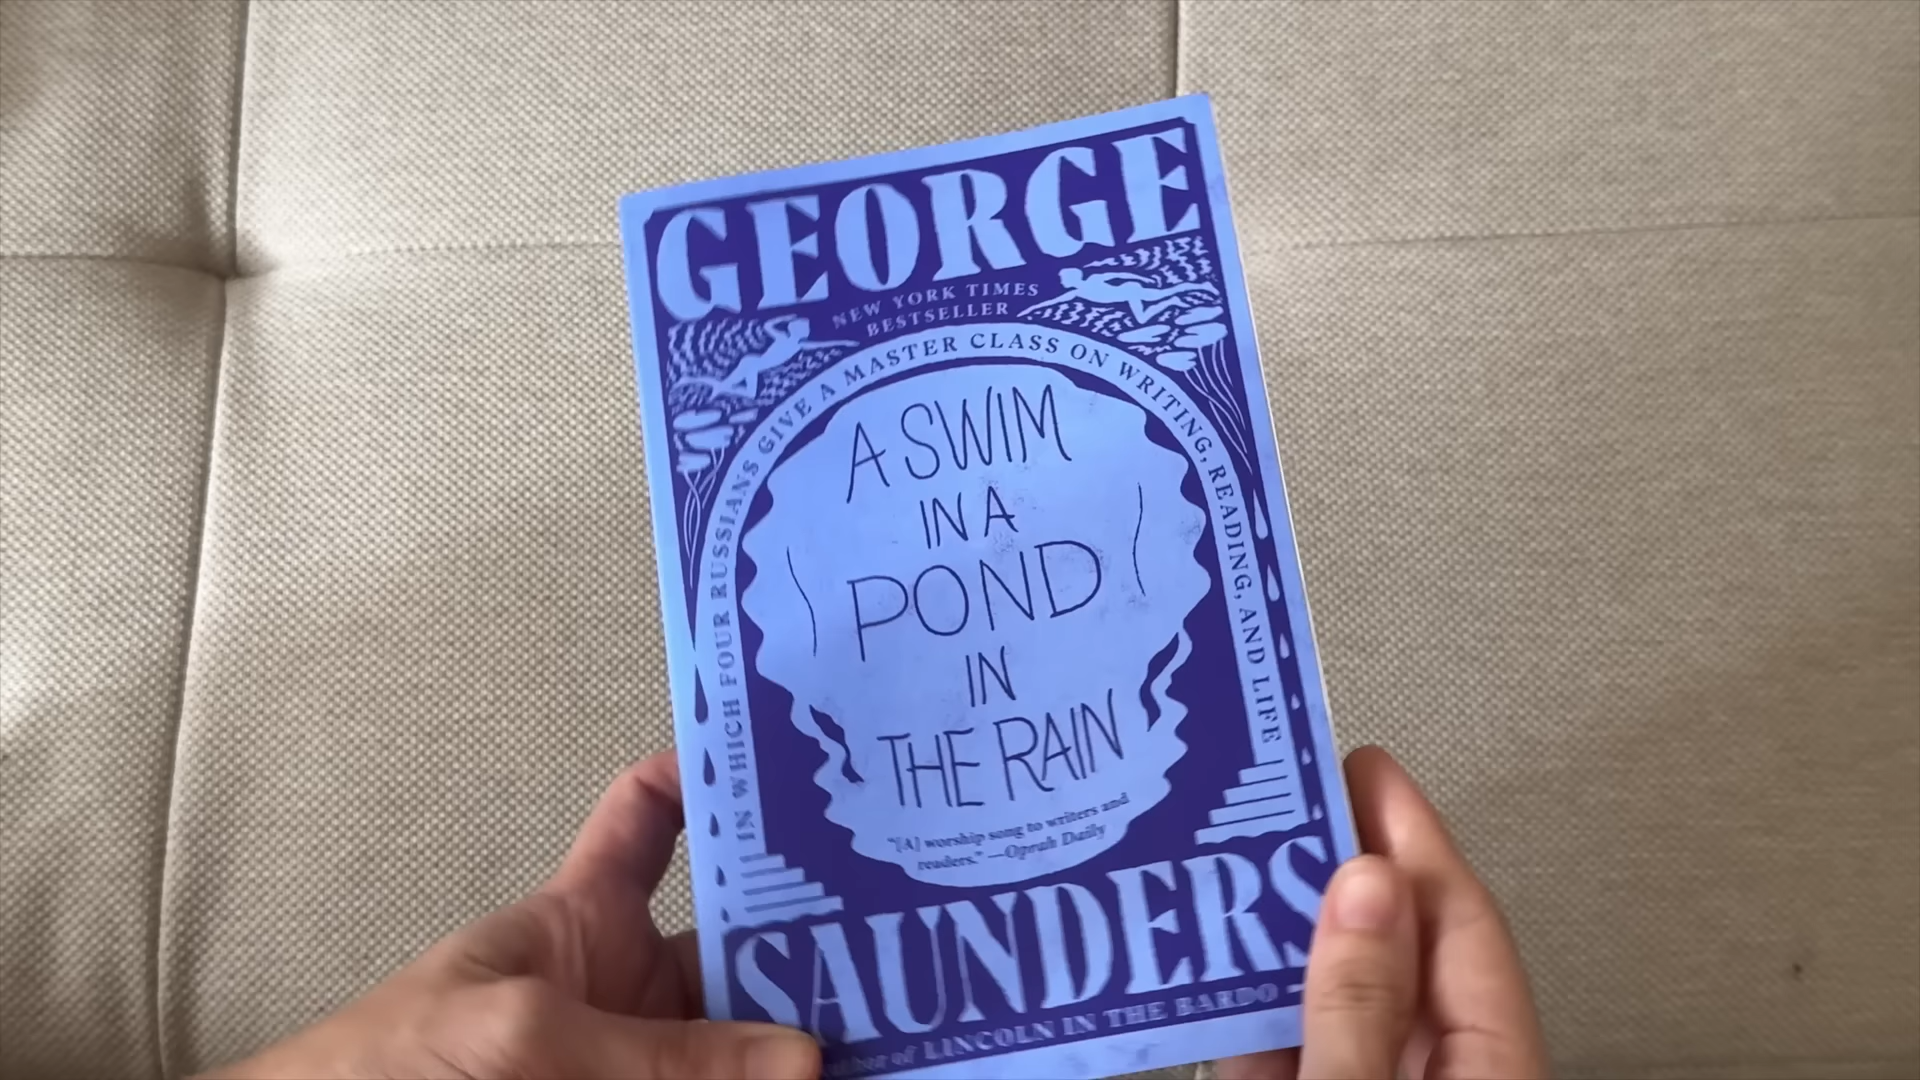 GEORGE
NEW YORK TIMES
BESTSELLER
IN WHICH FOUR RUSSIANS GIVE A MASTER CLASS ON WRITING, READING, AND LIFE
A SWIM
IN A
POND
IN
THE RAIN
"[A] worship song to writers and
readers." —Oprah Daily
SAUNDERS
of LINCOLN IN THE BARDO